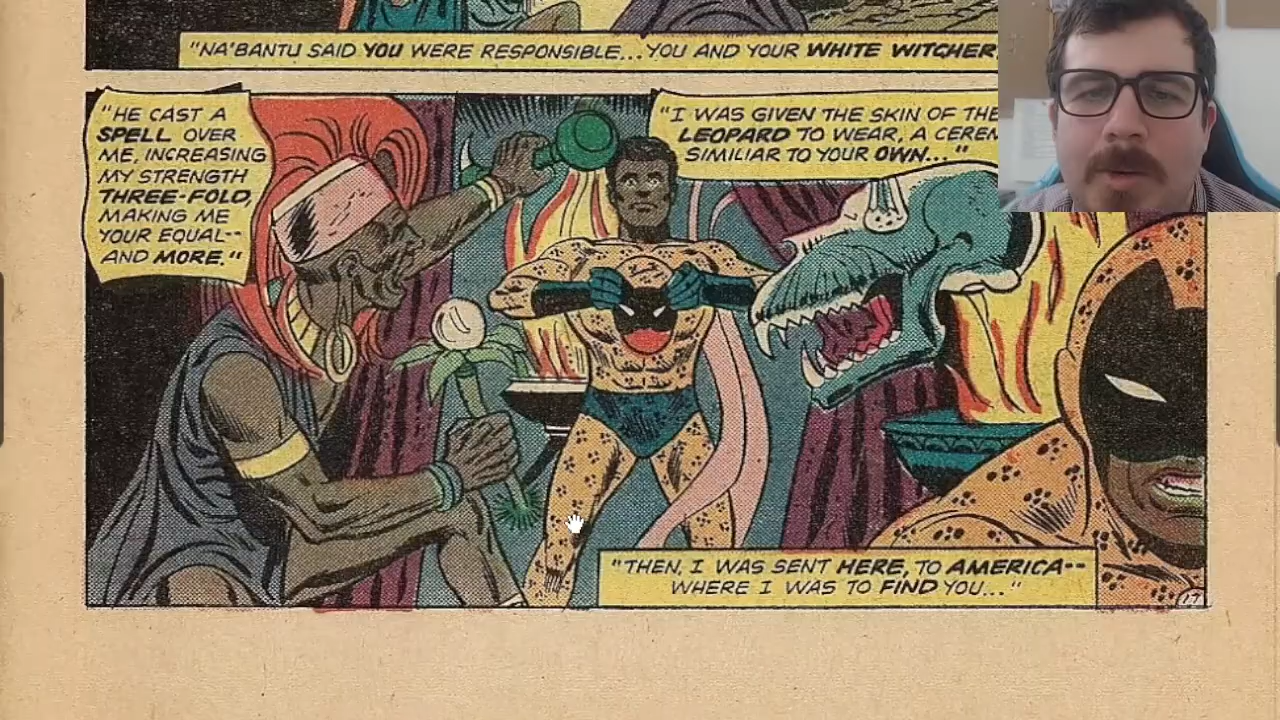 "NA'BANTU SAID YOU WERE RESPONSIBLE...YOU AND YOUR WHITE
"HE CAST A
SPELL OVER
ME, INCREASING
MY STRENGTH
THREE-FOLD,
MAKING ME
YOUR EQUAL--
AND MORE."
"I WAS GIVEN THE SKIN OF THE
LEOPARD TO WEAR, A
SIMILIAR TO YOUR OWN..."
"THEN, I WAS SENT HERE, TO AMERICA--
WHERE I WAS TO FIND YOU..."
17